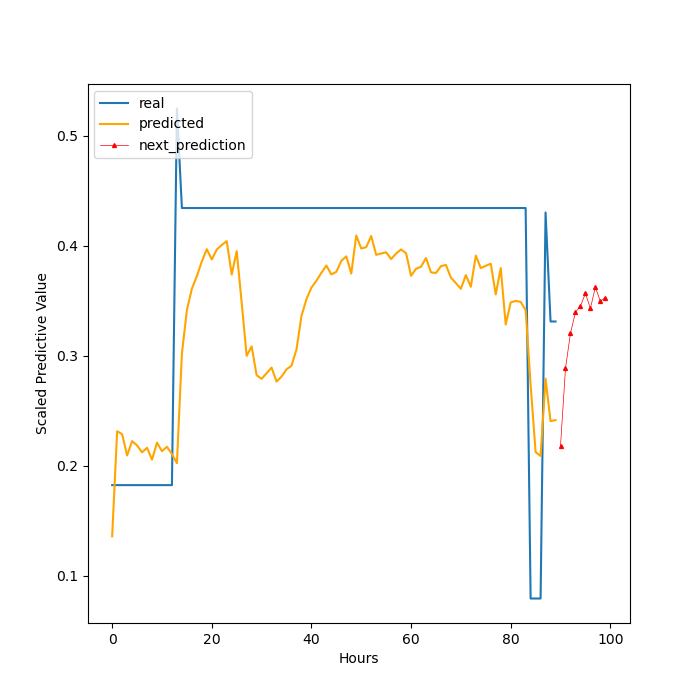 real
predicted
next_prediction
0.5
0.4
0.3
0.2
0.1
Scaled Predictive Value
0 20 40 60 80 100
Hours